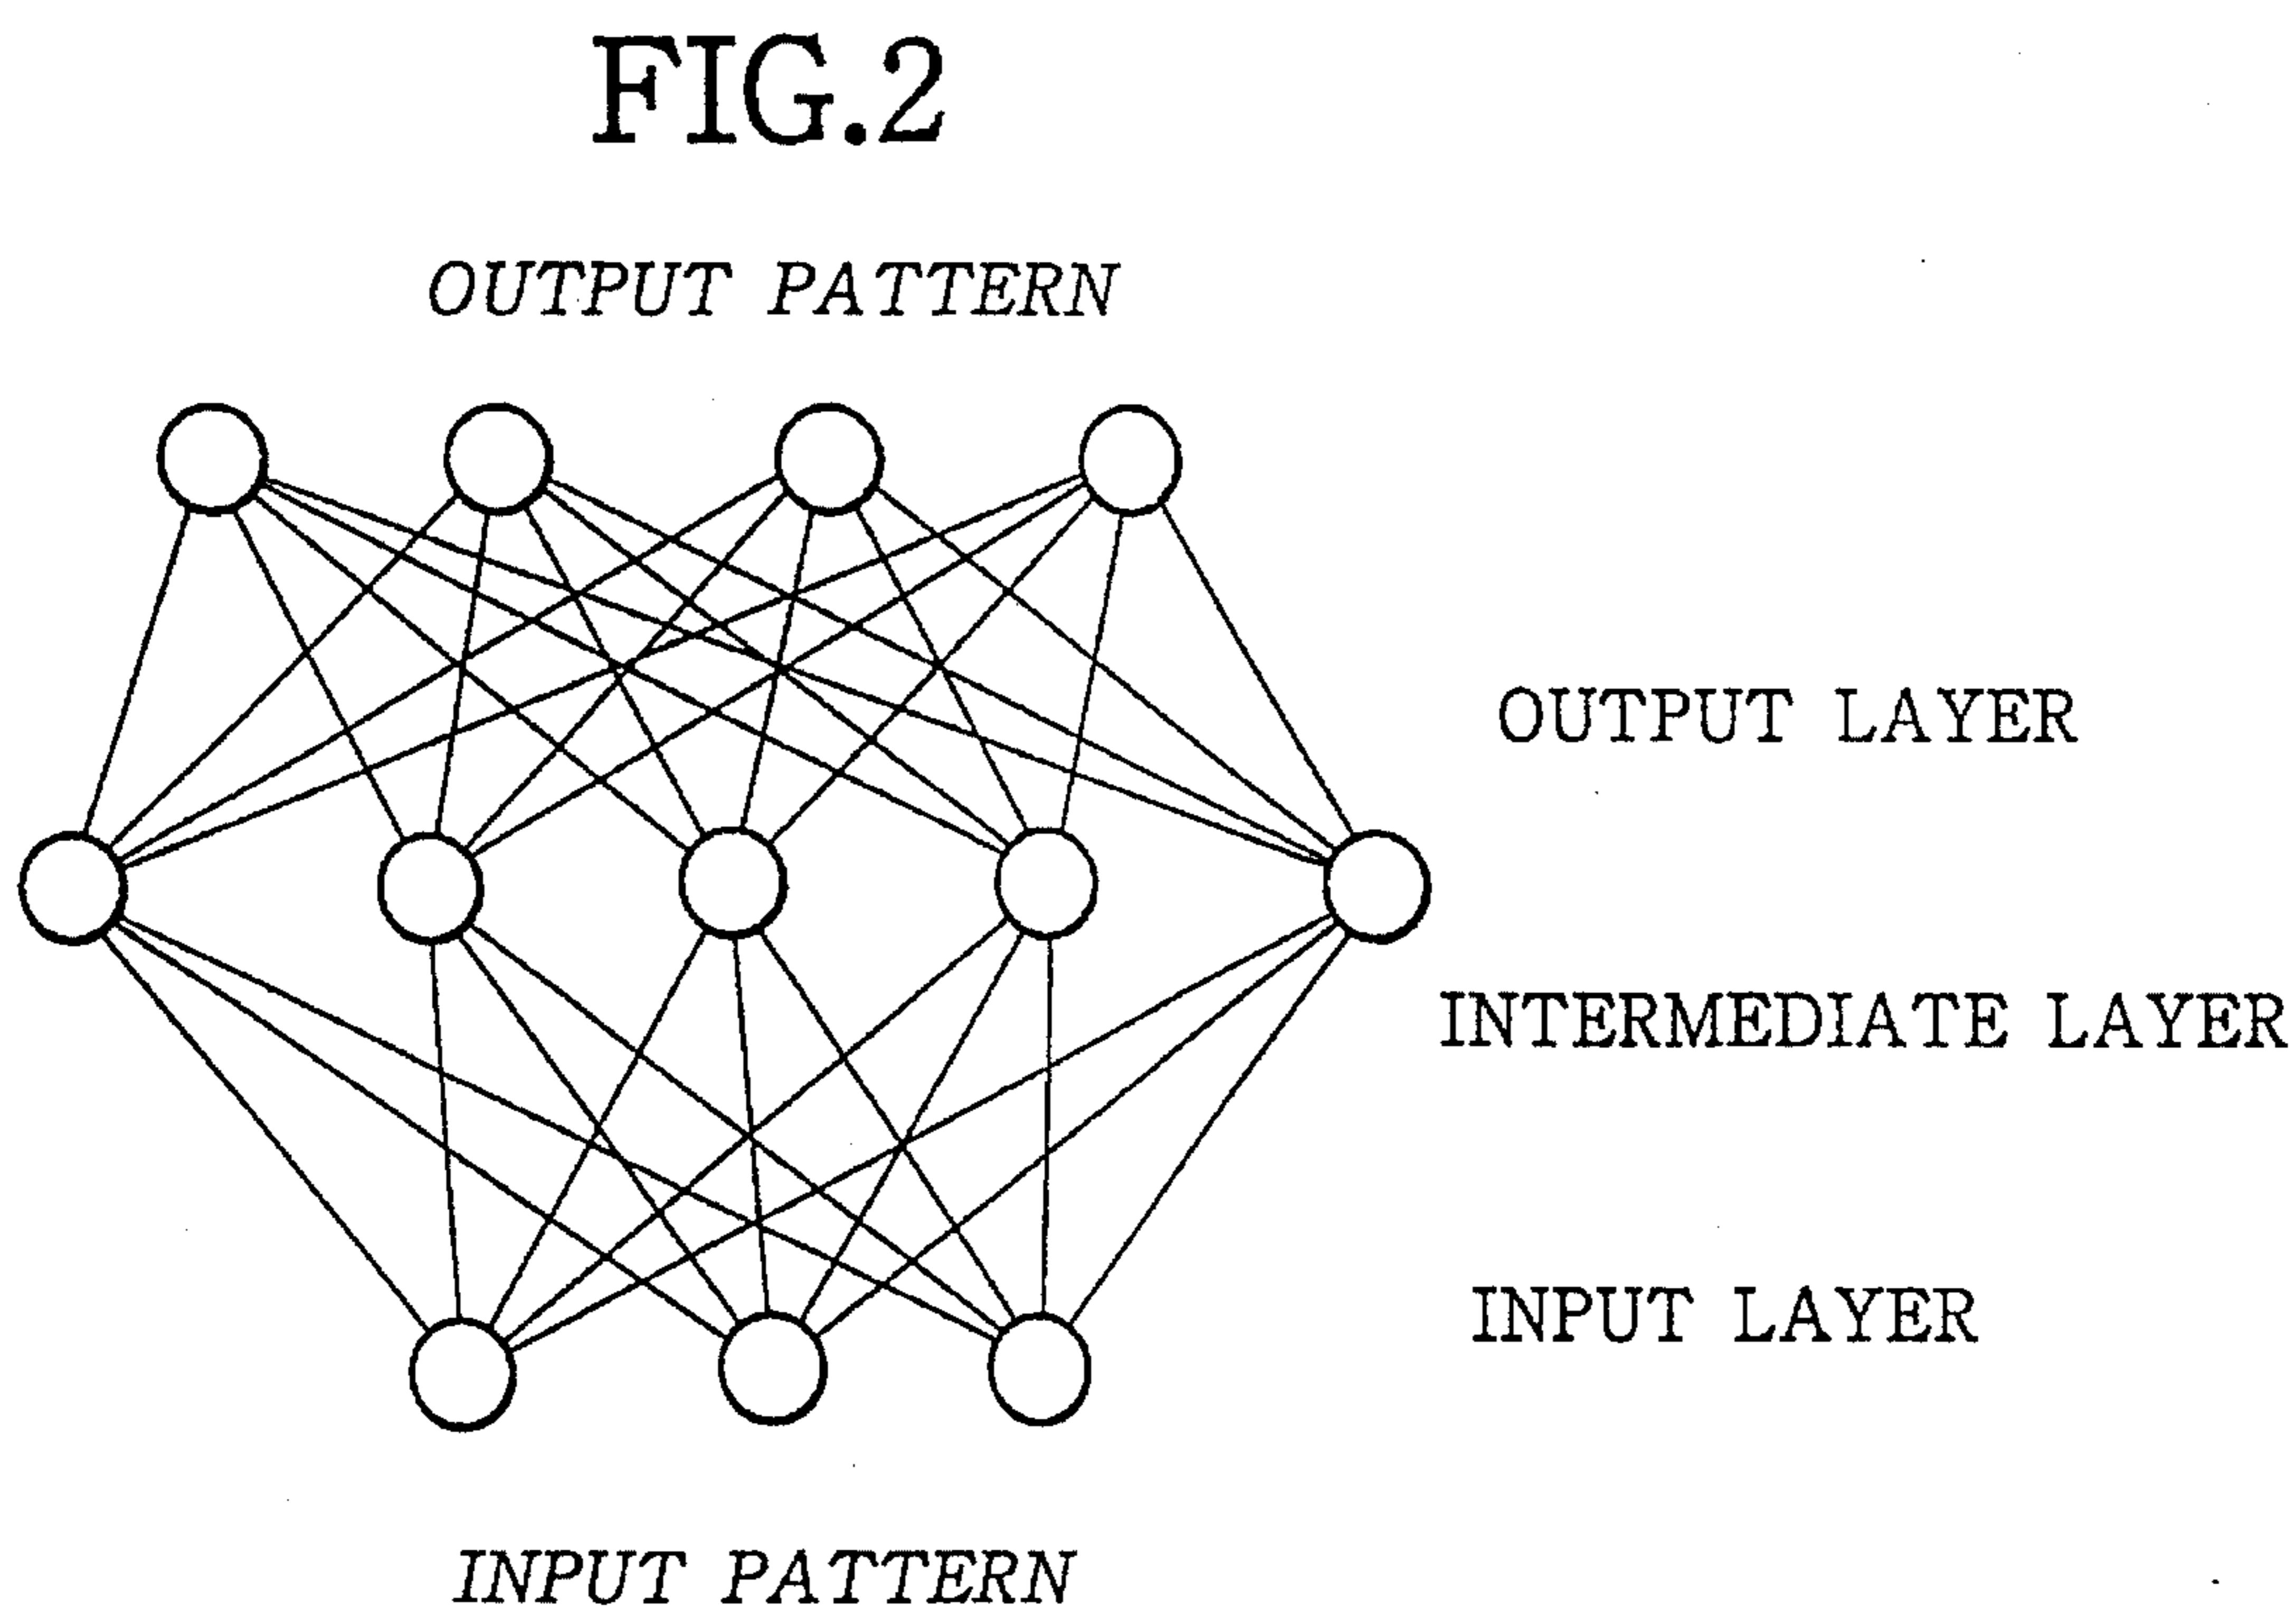 FIG.2
OUTPUT PATTERN
OUTPUT LAYER
INTERMEDIATE LAYER
INPUT LAYER
INPUT PATTERN